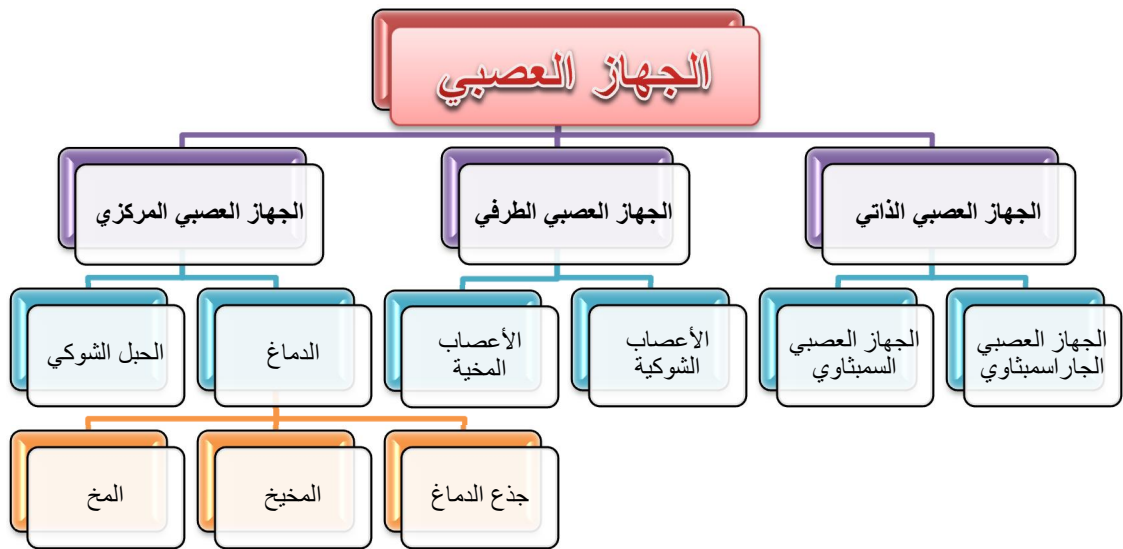 الجهاز العصبي
الجهاز العصبي الذاتي
الجهاز العصبي الطرفي
الجهاز العصبي المركزي
الجهاز العصبي
الجاراسمبثاوي
الجهاز العصبي
السمبثاوي
الأعصاب
الشوكية
الأعصاب
المخية
الدماغ
الحبل الشوكي
جذع الدماغ
المخيخ
المخ